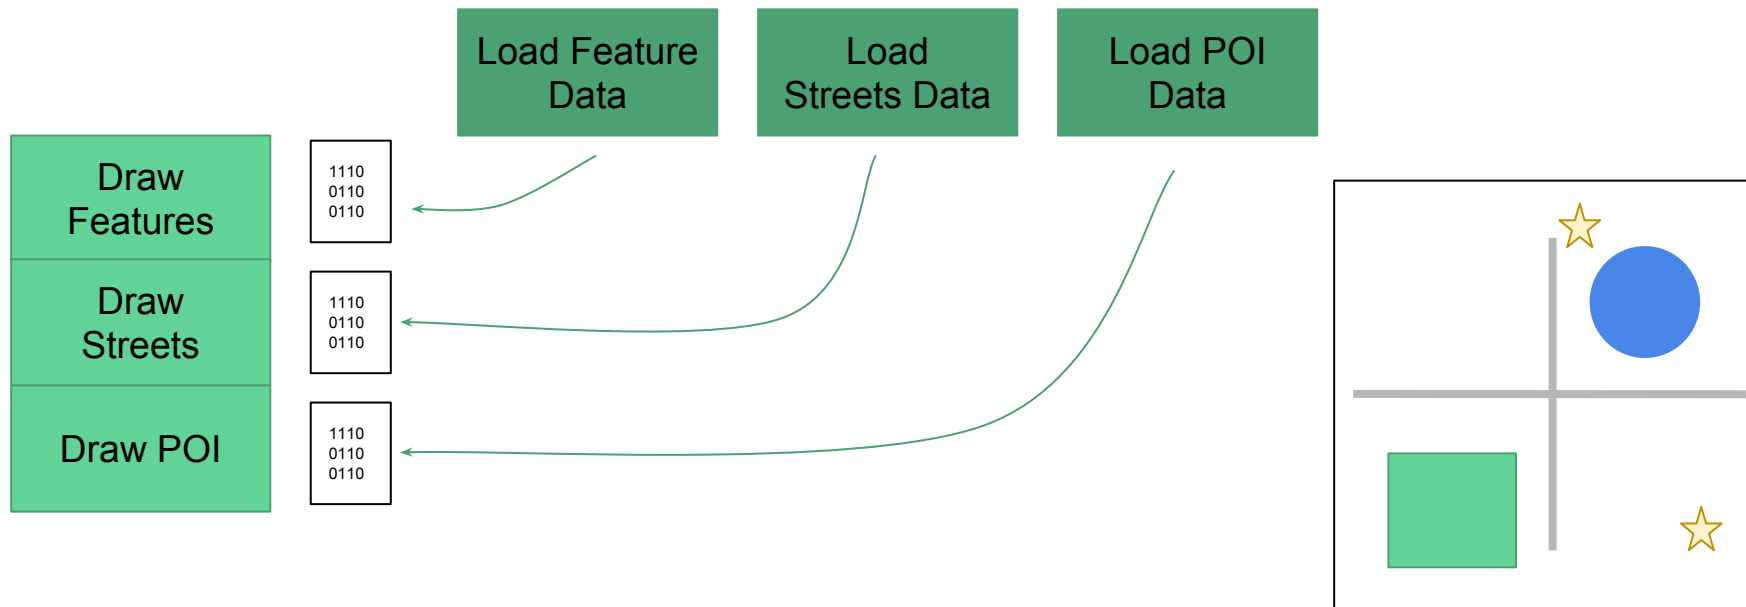 Load Feature
Data
Load
Streets Data
Load POI
Data
Draw
Features
1110
0110
0110
Draw
Streets
1110
0110
0110
Draw POI
1110
0110
0110